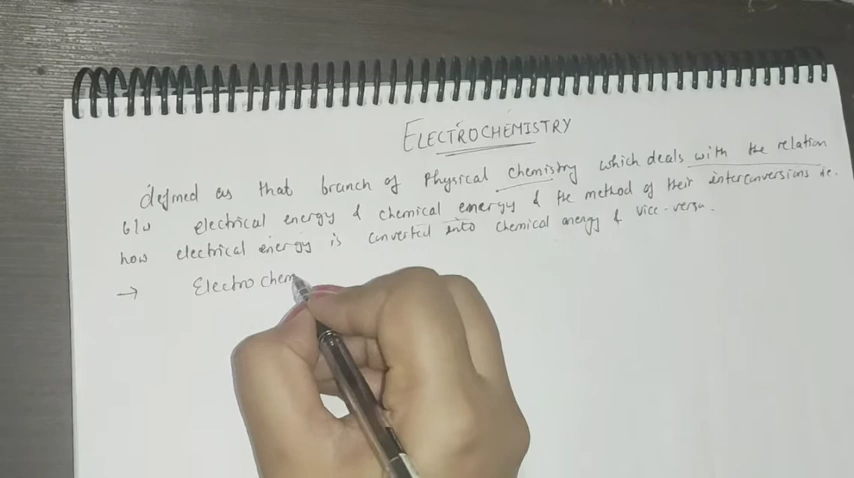 ELECTROCHEMISTRY
defined as that branch of Physical chemistry which deals with the relation
b/w electrical energy & chemical energy & the method of their interconversions ie.
how electrical energy is converted into chemical energy & vice-versa.
→ Electrochem